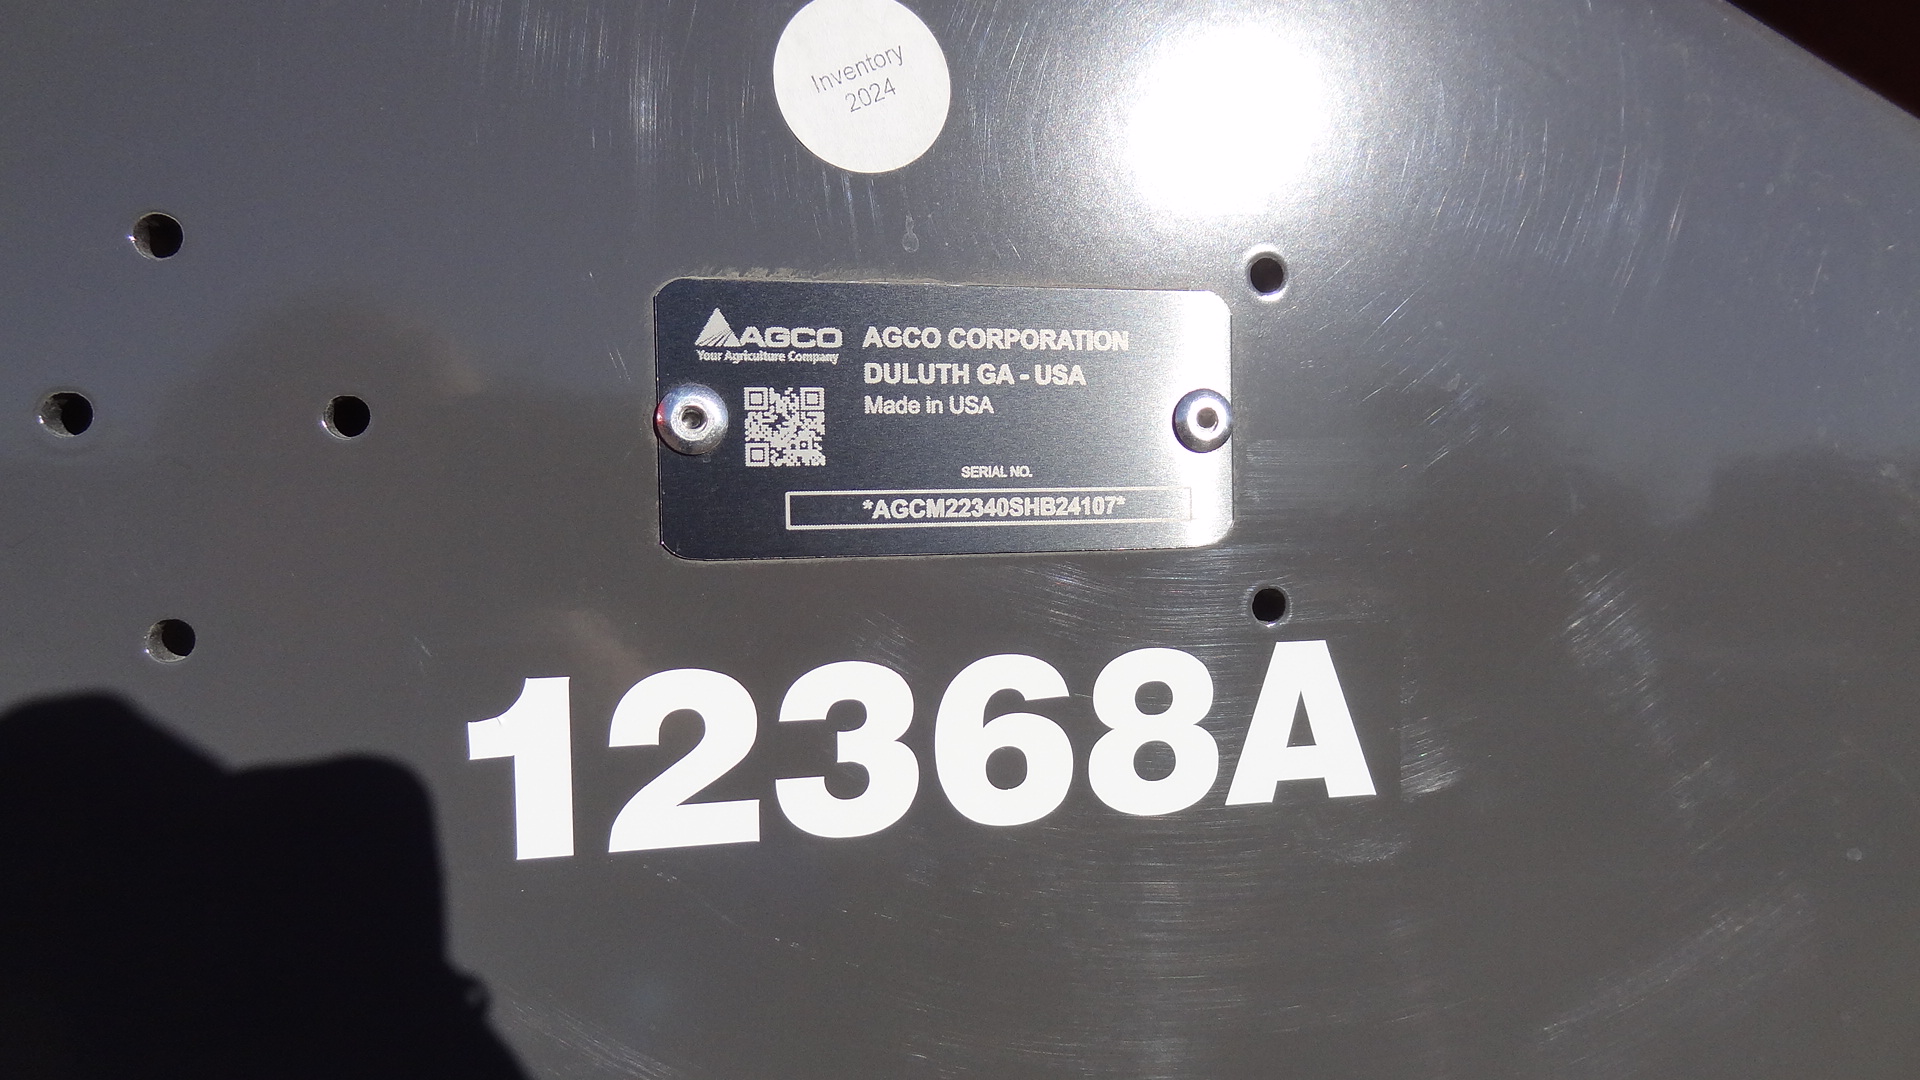 Inventory
2024
AGCO
Your Agriculture Company
AGCO CORPORATION
DULUTH GA - USA
Made in USA
SERIAL NO.
*AGCM22340SHB24107*
12368A